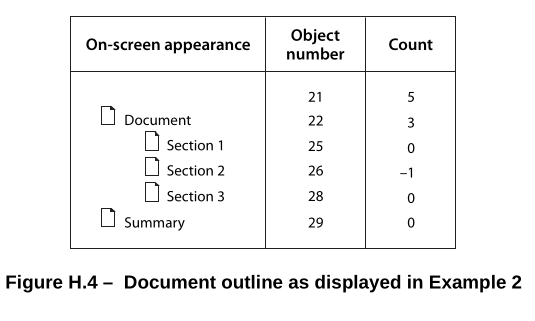 On-screen appearance Object number Count
21 5
Document 22 3
Section 1 25 0
Section 2 26 –1
Section 3 28 0
Summary 29 0
Figure H.4 – Document outline as displayed in Example 2